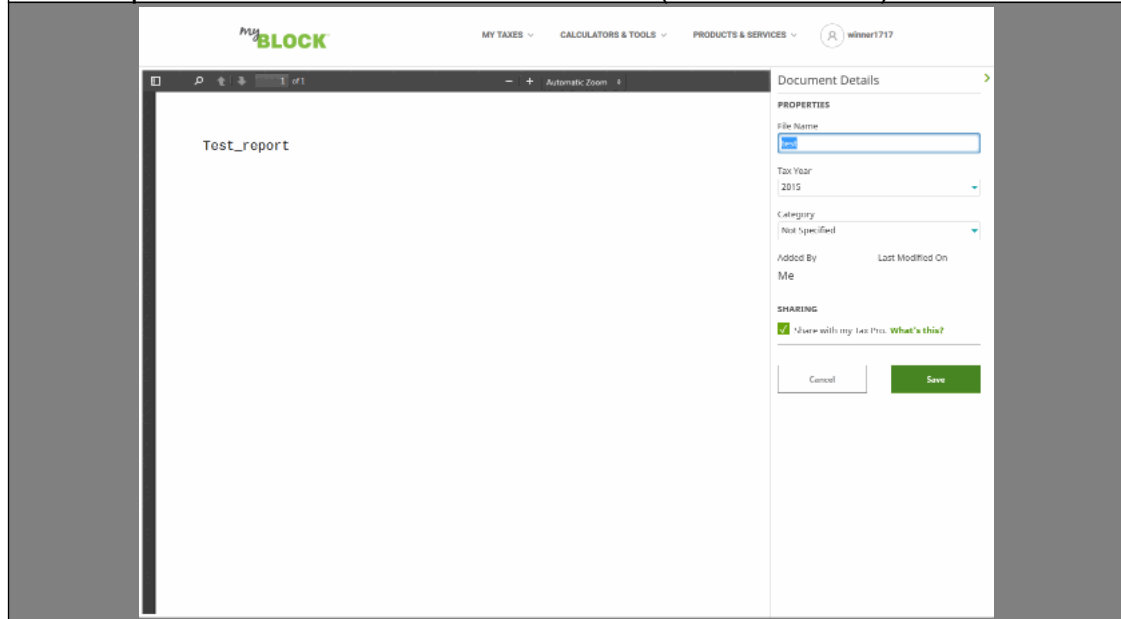 myBLOCK
MY TAXES
CALCULATORS & TOOLS
PRODUCTS & SERVICES
winner1717
1 of 1
− + Automatic Zoom
Test_report
Document Details
PROPERTIES
File Name
test
Tax Year
2015
Category
Not Specified
Added By Last Modified On
Me
SHARING
Share with my Tax Pro. What's this?
Cancel Save